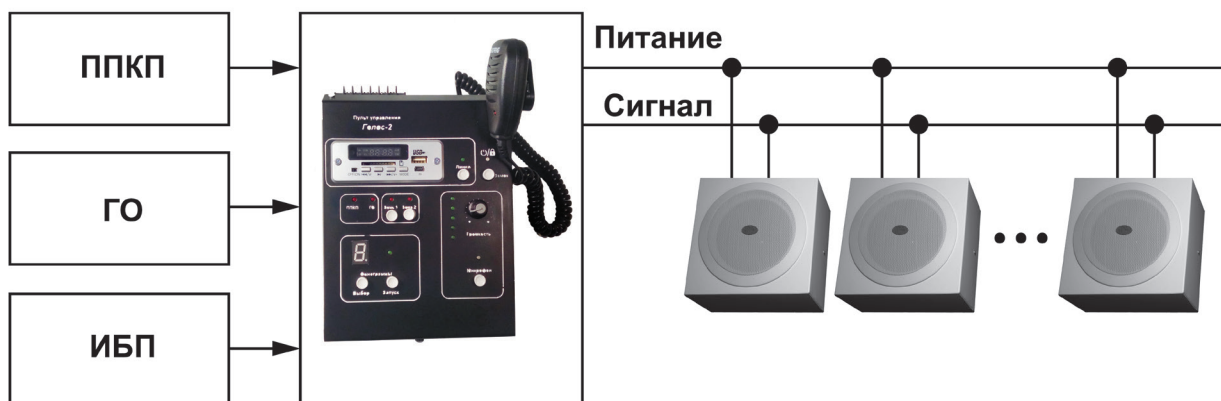 ППКП
ГО
ИБП
Питание
Сигнал
Пульт управления
Голос-2
ППКП
ГО
Зона 1
Зона 2
Громкость
Фонограммы
Выбор
Запуск
Микрофон